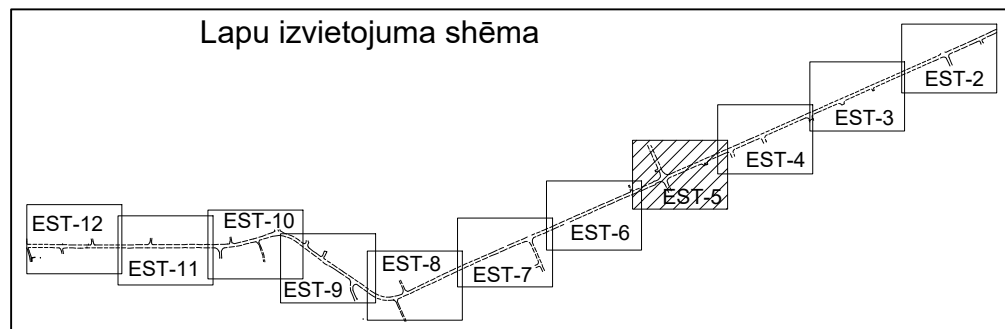 Lapu izvietojuma shēma
EST-2
EST-3
EST-4
EST-5
EST-6
EST-7
EST-8
EST-9
EST-10
EST-11
EST-12